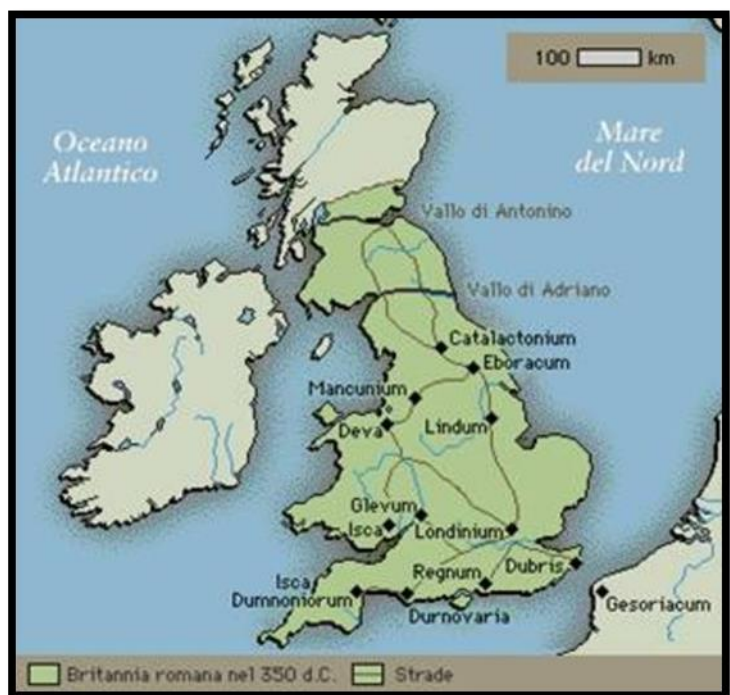 100 km
Oceano
Atlantico
Mare
del Nord
Vallo di Antonino
Vallo di Adriano
Catalactonium
Eboracum
Mancunium
Deva
Lindum
Glevum
Isca
Londinium
Isca
Dumnoniorum
Regnum
Dubris
Durnovaria
Gesoriacum
Britannia romana nel 350 d.C.
Strade